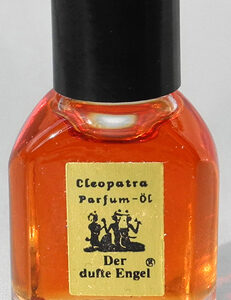 Cleopatra
Parfum-Öl
Der
dufte Engel ®